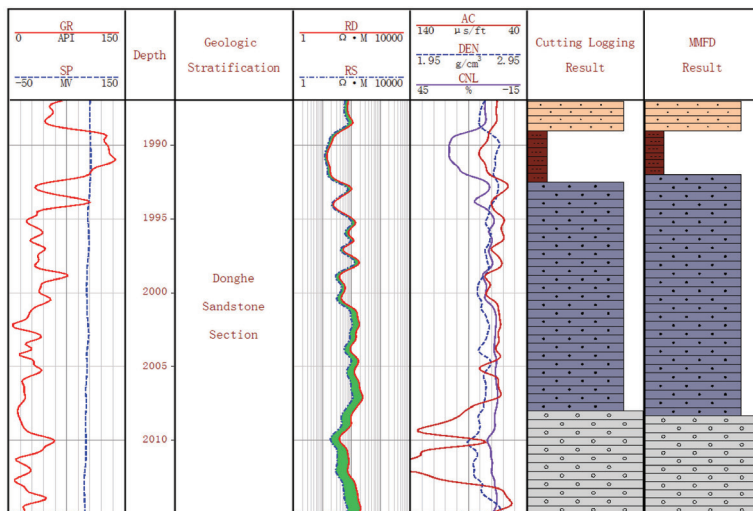 GR
0 API 150
SP
-50 MV 150
Depth
Geologic
Stratification
RD
1 Ω•M 10000
RS
1 Ω•M 10000
AC
140 μs/ft 40
DEN
1.95 g/cm³ 2.95
CNL
45 % -15
Cutting Logging
Result
MMFD
Result
1990
1995
2000
2005
2010
Donghe
Sandstone
Section